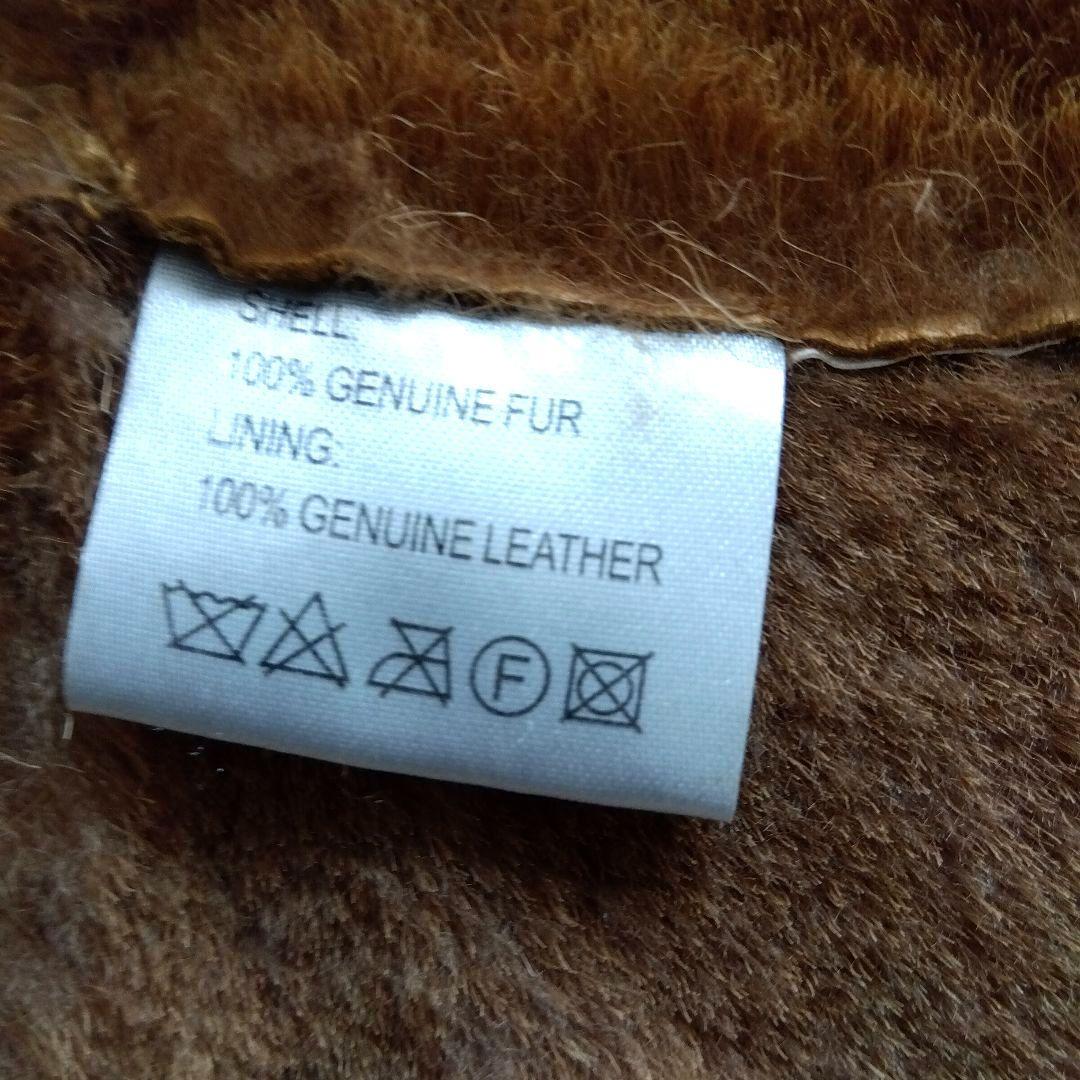 SHELL:
100% GENUINE FUR
LINING:
100% GENUINE LEATHER
F